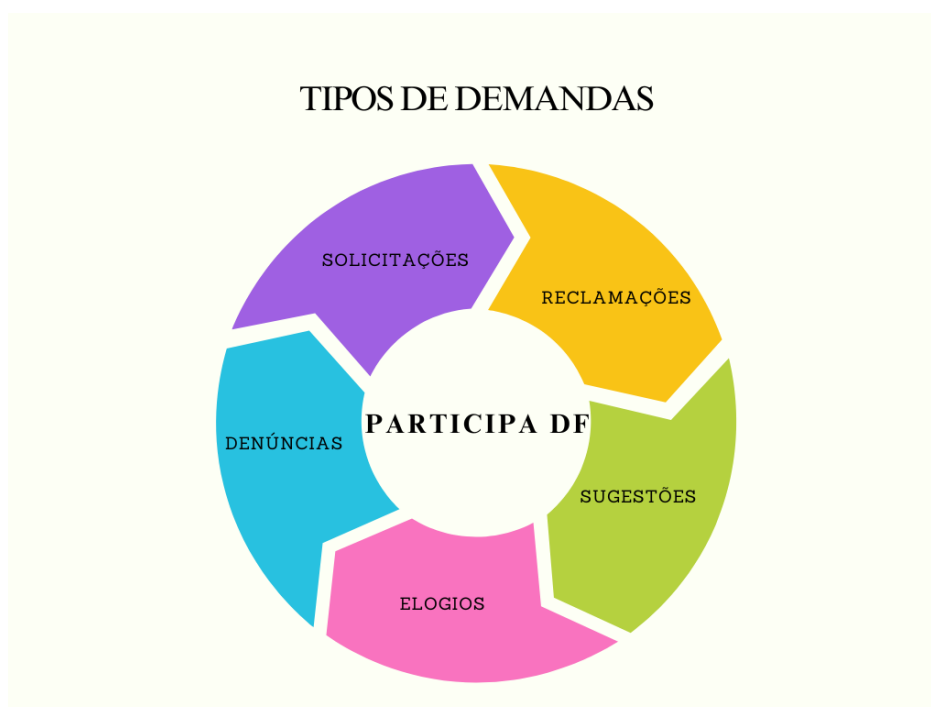 TIPOS DE DEMANDAS
SOLICITAÇÕES
RECLAMAÇÕES
PARTICIPA DF
DENÚNCIAS
SUGESTÕES
ELOGIOS